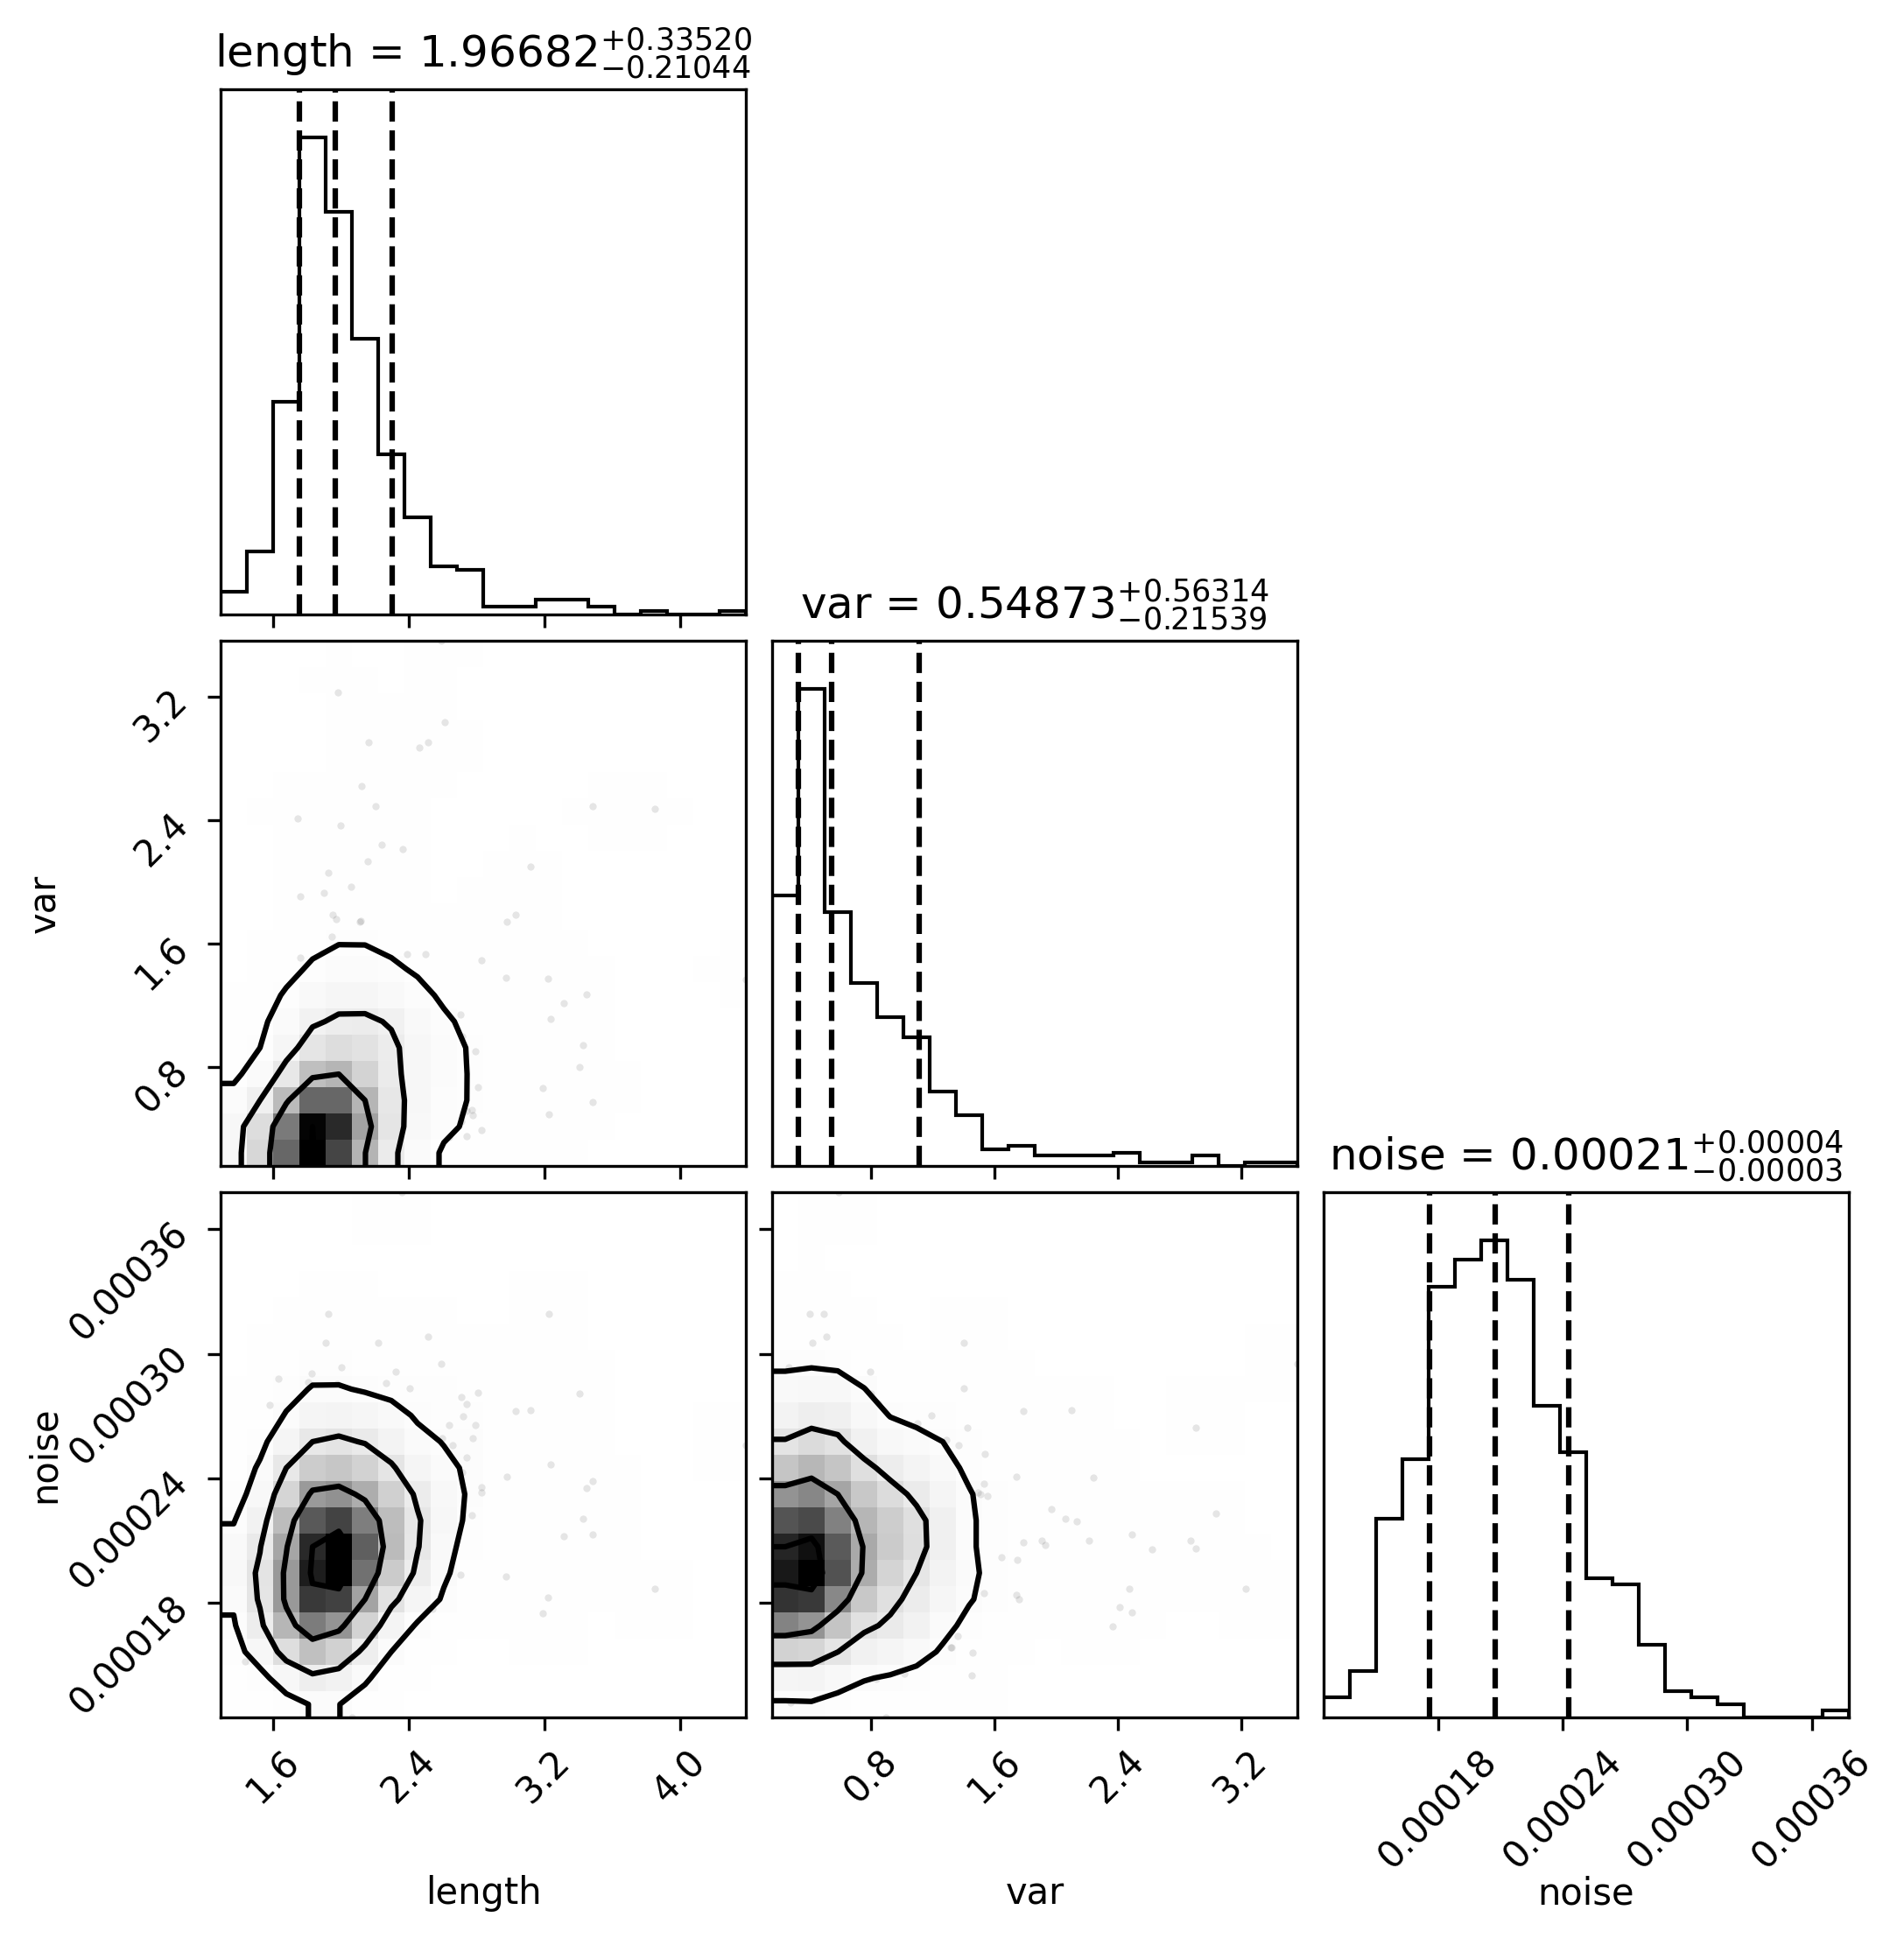 length = 1.96682 +0.33520 −0.21044
var = 0.54873 +0.56314 −0.21539
3.2
2.4
1.6
0.8
var
noise = 0.00021 +0.00004 −0.00003
0.00036
0.00030
0.00024
0.00018
noise
1.6 2.4 3.2 4.0
0.8 1.6 2.4 3.2
0.00018 0.00024 0.00030 0.00036
length var noise